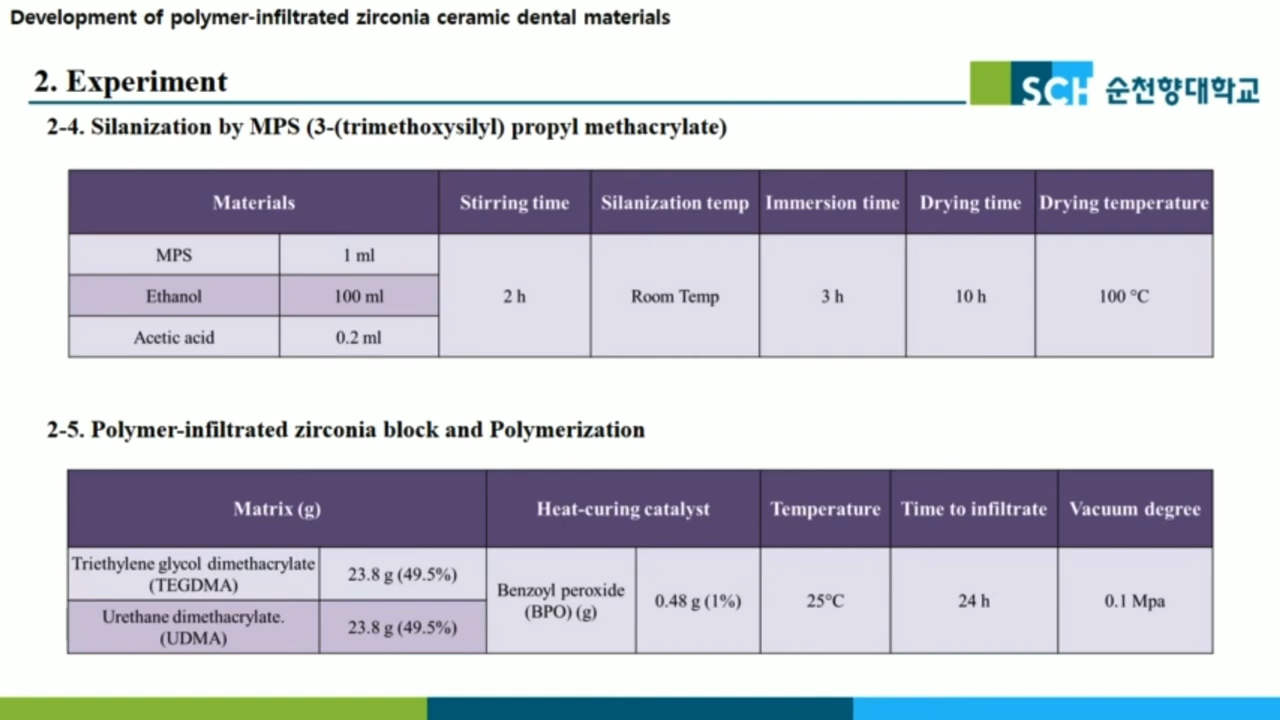 Development of polymer-infiltrated zirconia ceramic dental materials
2. Experiment
SCH 순천향대학교
2-4. Silanization by MPS (3-(trimethoxysilyl) propyl methacrylate)
Materials Stirring time Silanization temp Immersion time Drying time Drying temperature
MPS 1 ml
Ethanol 100 ml 2 h Room Temp 3 h 10 h 100 °C
Acetic acid 0.2 ml
2-5. Polymer-infiltrated zirconia block and Polymerization
Matrix (g) Heat-curing catalyst Temperature Time to infiltrate Vacuum degree
Triethylene glycol dimethacrylate
(TEGDMA) 23.8 g (49.5%)
Urethane dimethacrylate.
(UDMA) 23.8 g (49.5%)
Benzoyl peroxide
(BPO) (g) 0.48 g (1%) 25°C 24 h 0.1 Mpa